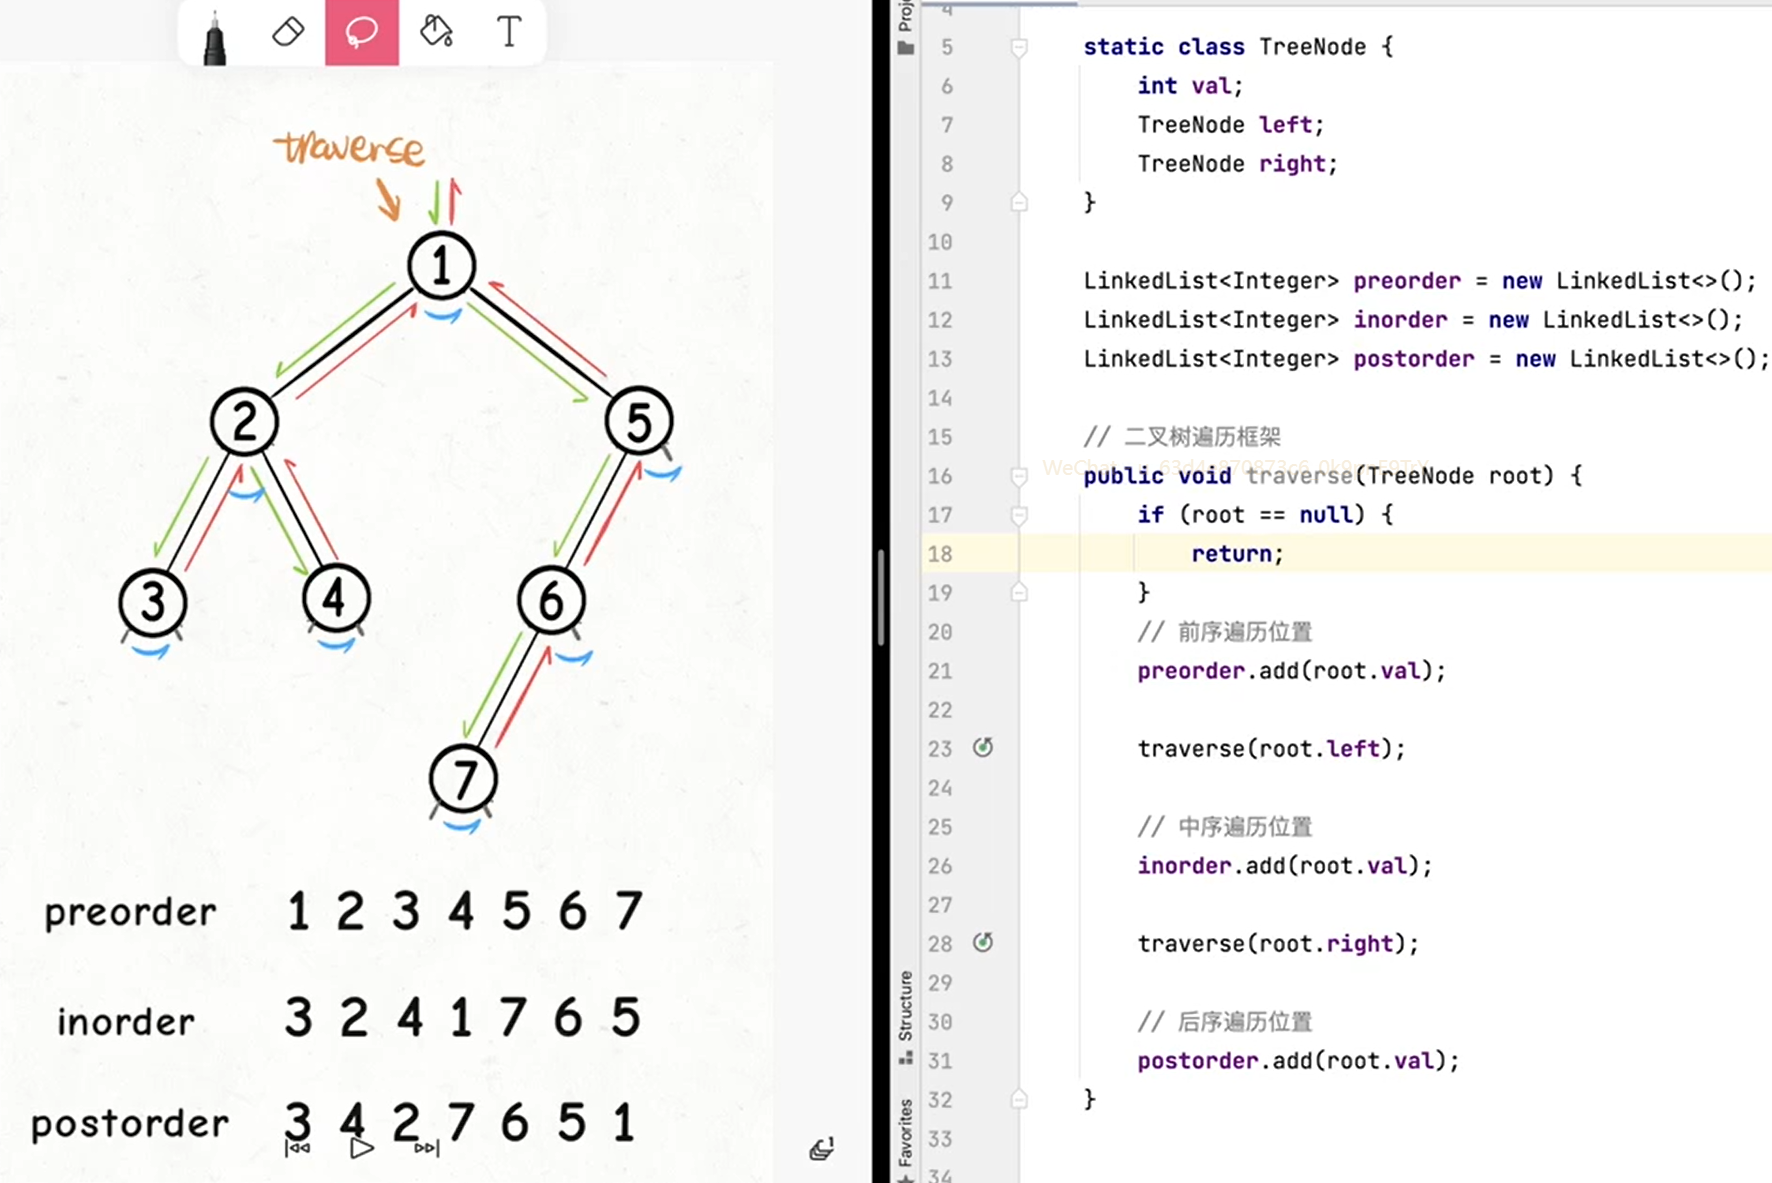 T
traverse
1
2
5
3
4
6
7
preorder 1 2 3 4 5 6 7
inorder 3 2 4 1 7 6 5
postorder 3 4 2 7 6 5 1
Structure
Favorites
4
5 static class TreeNode {
6 int val;
7 TreeNode left;
8 TreeNode right;
9 }
10
11 LinkedList<Integer> preorder = new LinkedList<>();
12 LinkedList<Integer> inorder = new LinkedList<>();
13 LinkedList<Integer> postorder = new LinkedList<>();
14
15 // 二叉树遍历框架
16 public void traverse(TreeNode root) {
17 if (root == null) {
18 return;
19 }
20 // 前序遍历位置
21 preorder.add(root.val);
22
23 traverse(root.left);
24
25 // 中序遍历位置
26 inorder.add(root.val);
27
28 traverse(root.right);
29
30 // 后序遍历位置
31 postorder.add(root.val);
32 }
33
34